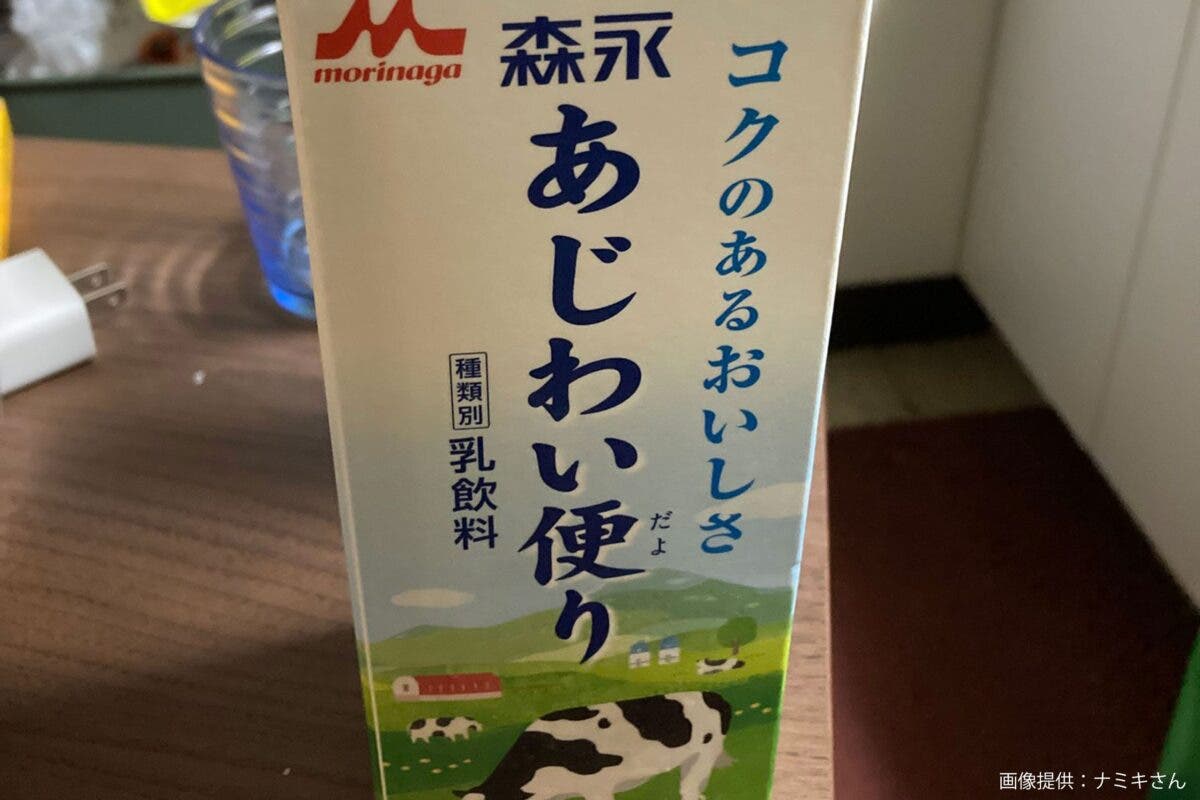 morinaga
森永
コクのあるおいしさ
あじわい便り
だよ
種類別
乳飲料
画像提供：ナミキさん